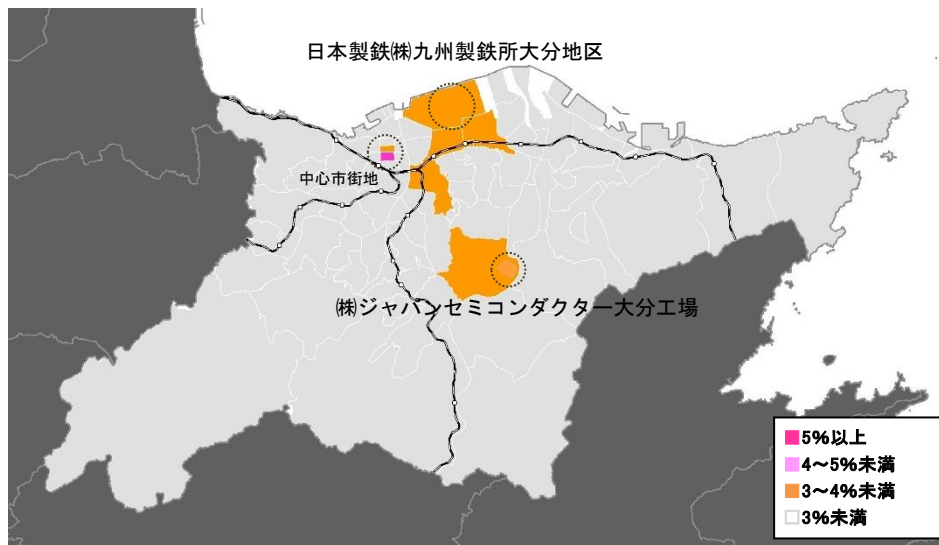 日本製鉄㈱九州製鉄所大分地区
中心市街地
㈱ジャパンセミコンダクター大分工場
5%以上
4～5%未満
3～4%未満
3%未満